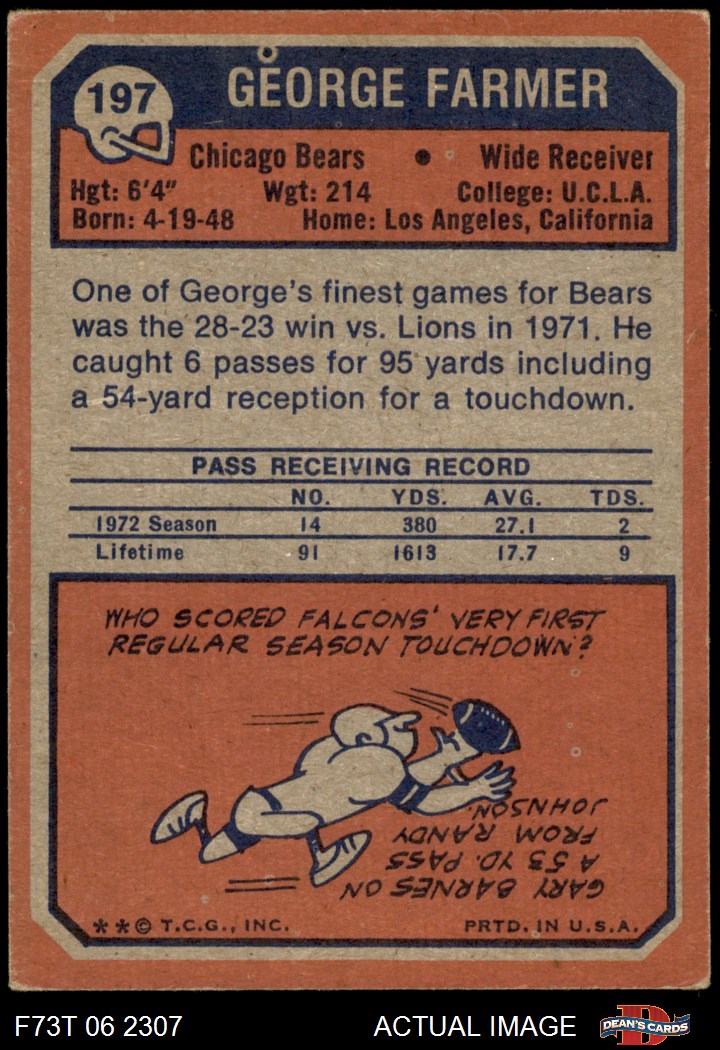 197
GEORGE FARMER
Chicago Bears • Wide Receiver
Hgt: 6'4" Wgt: 214 College: U.C.L.A.
Born: 4-19-48 Home: Los Angeles, California
One of George's finest games for Bears
was the 28-23 win vs. Lions in 1971. He
caught 6 passes for 95 yards including
a 54-yard reception for a touchdown.
PASS RECEIVING RECORD
NO. YDS. AVG. TDS.
1972 Season 14 380 27.1 2
Lifetime 91 1613 17.7 9
WHO SCORED FALCONS' VERY FIRST
REGULAR SEASON TOUCHDOWN?
GARY BARNES ON
A 53 YD. PASS
FROM RANDY
JOHNSON.
**© T.C.G., INC. PRTD. IN U.S.A.
F73T 06 2307 ACTUAL IMAGE D DEAN'S CARDS